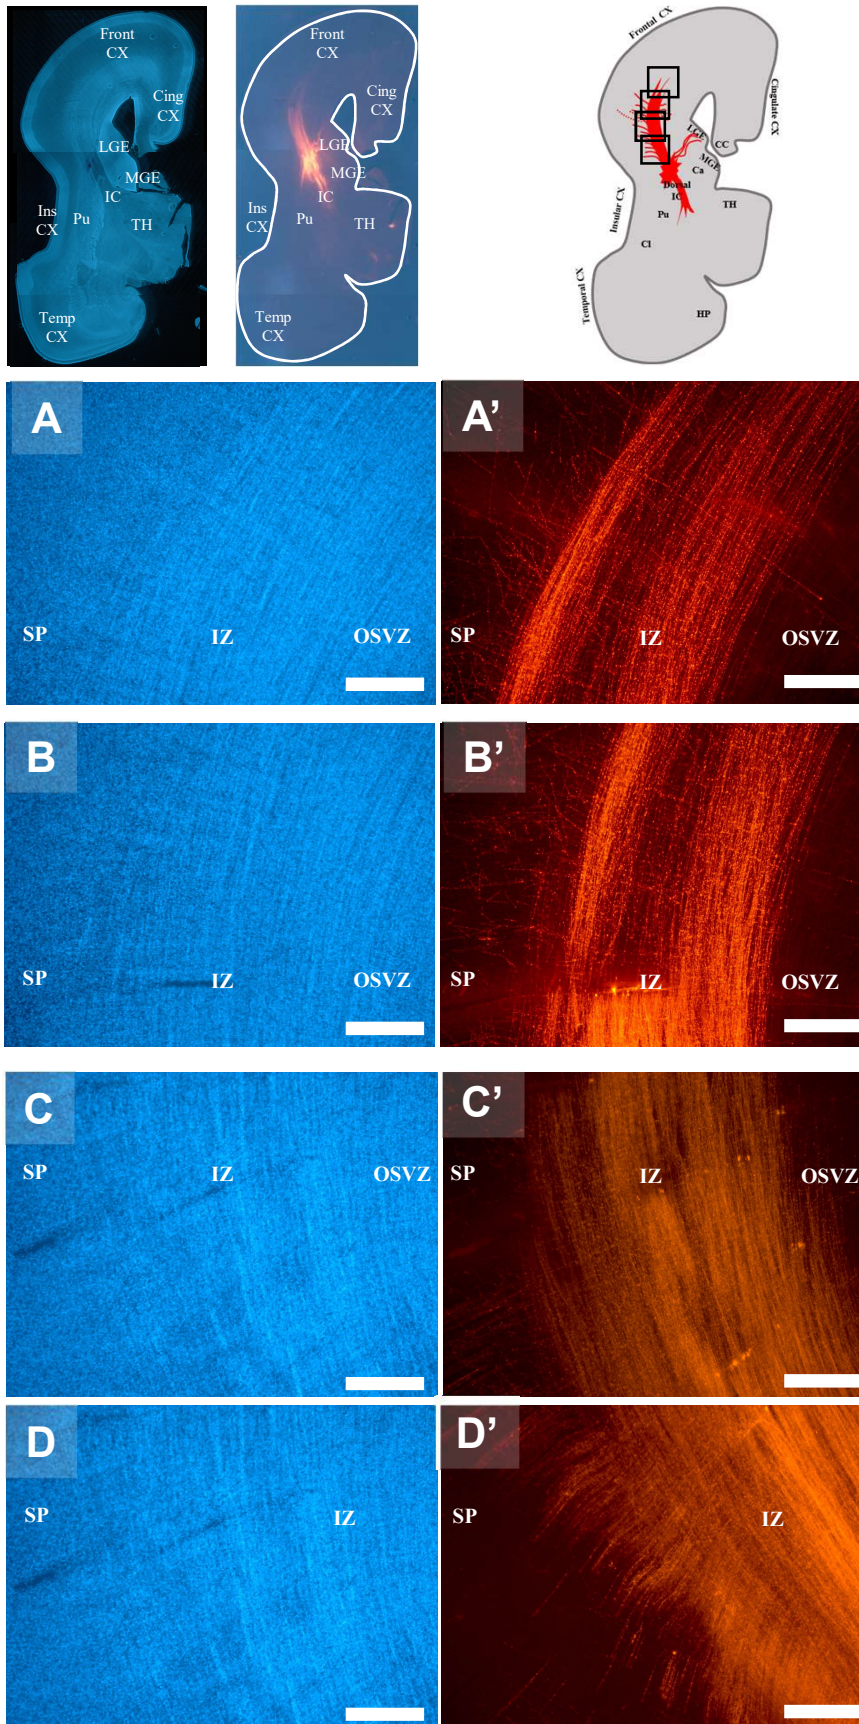 Front
CX
Cing
CX
LGE
MGE
IC
Ins
CX
Pu
TH
Temp
CX
Front
CX
Cing
CX
LGE
MGE
IC
Ins
CX
Pu
TH
Temp
CX
Frontal CX
Cingulate CX
LGE
CC
MGE
Ca
Dorsal
IC
TH
Insular CX
Pu
Cl
Temporal CX
HP
A
SP
IZ
OSVZ
A’
SP
IZ
OSVZ
B
SP
IZ
OSVZ
B’
SP
IZ
OSVZ
C
SP
IZ
OSVZ
C’
SP
IZ
OSVZ
D
SP
IZ
D’
SP
IZ